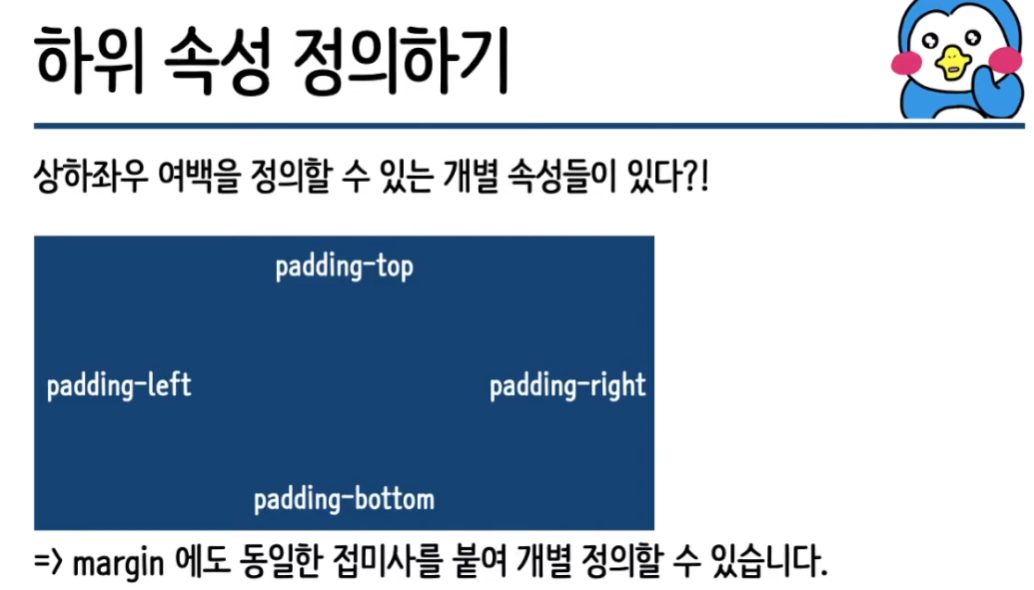 하위 속성 정의하기
상하좌우 여백을 정의할 수 있는 개별 속성들이 있다?!
padding-top
padding-left padding-right
padding-bottom
=> margin 에도 동일한 접미사를 붙여 개별 정의할 수 있습니다.